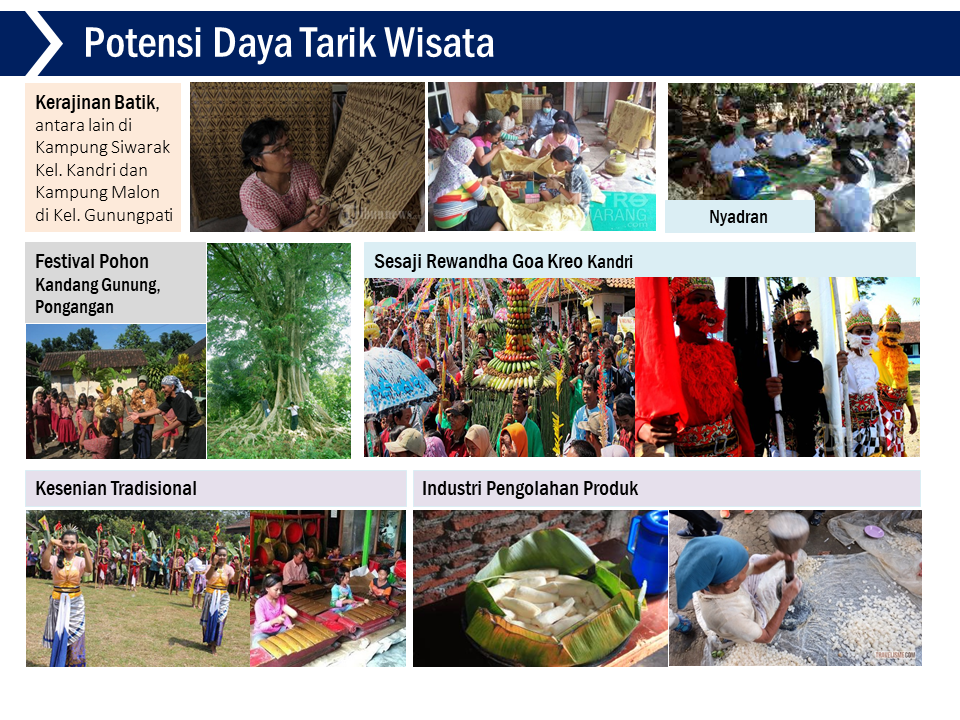 Potensi Daya Tarik Wisata
Kerajinan Batik,
antara lain di
Kampung Siwarak
Kel. Kandri dan
Kampung Malon
di Kel. Gunungpati
Nyadran
Festival Pohon
Kandang Gunung,
Pongangan
Sesaji Rewandha Goa Kreo Kandri
Kesenian Tradisional
Industri Pengolahan Produk